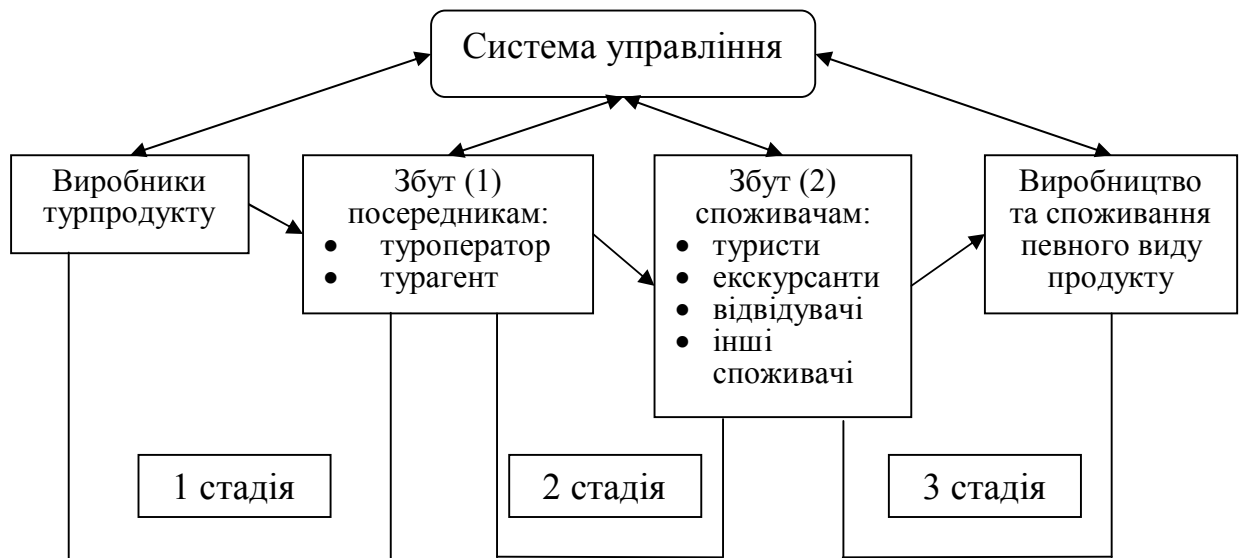 Система управління
Виробники
турпродукту
Збут (1)
посередникам:
• туроператор
• турагент
Збут (2)
споживачам:
• туристи
• екскурсанти
• відвідувачі
• інші
споживачі
Виробництво
та споживання
певного виду
продукту
1 стадія
2 стадія
3 стадія